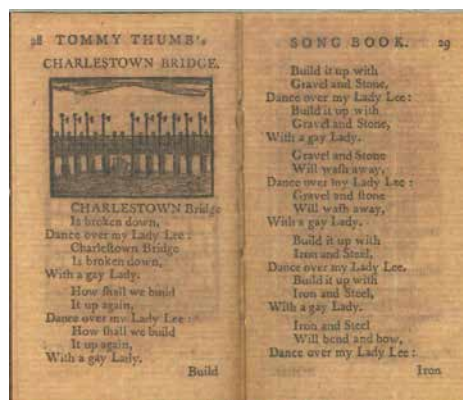 28 TOMMY THUMB's
CHARLESTOWN BRIDGE.
CHARLESTOWN Bridge
Is broken down,
Dance over my Lady Lee:
Charleſtown Bridge
Is broken down,
With a gay Lady.
How ſhall we build
It up again,
Dance over my Lady Lee:
How ſhall we build
It up again,
With a gay Lady.
Build
SONG BOOK. 29
Build it up with
Gravel and Stone,
Dance over my Lady Lee:
Build it up with
Gravel and Stone,
With a gay Lady.
Gravel and Stone
Will waſh away,
Dance over my Lady Lee:
Gravel and ſtone
Will waſh away,
With a gay Lady.
Build it up with
Iron and Steel,
Dance over my Lady Lee.
Build it up with
Iron and Steel,
With a gay Lady.
Iron and Steel
Will bend and bow,
Dance over my Lady Lee:
Iron